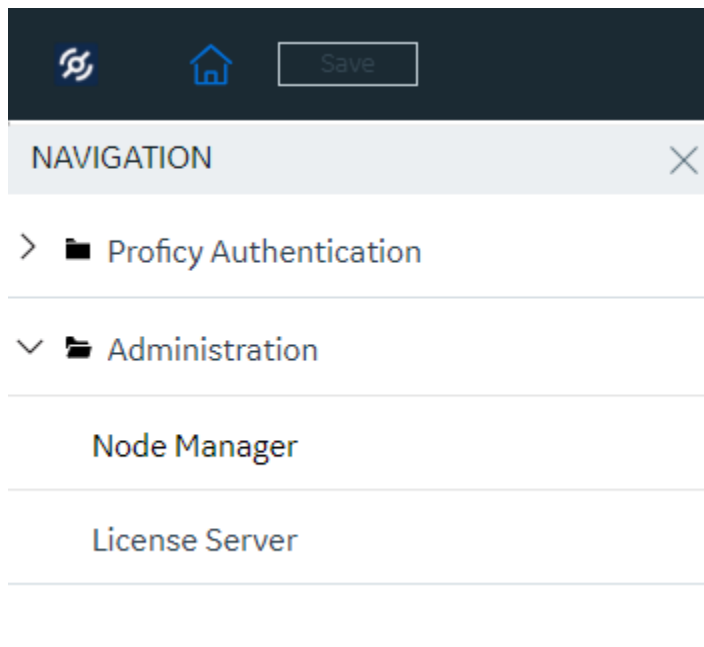 Save
NAVIGATION
Proficy Authentication
Administration
Node Manager
License Server